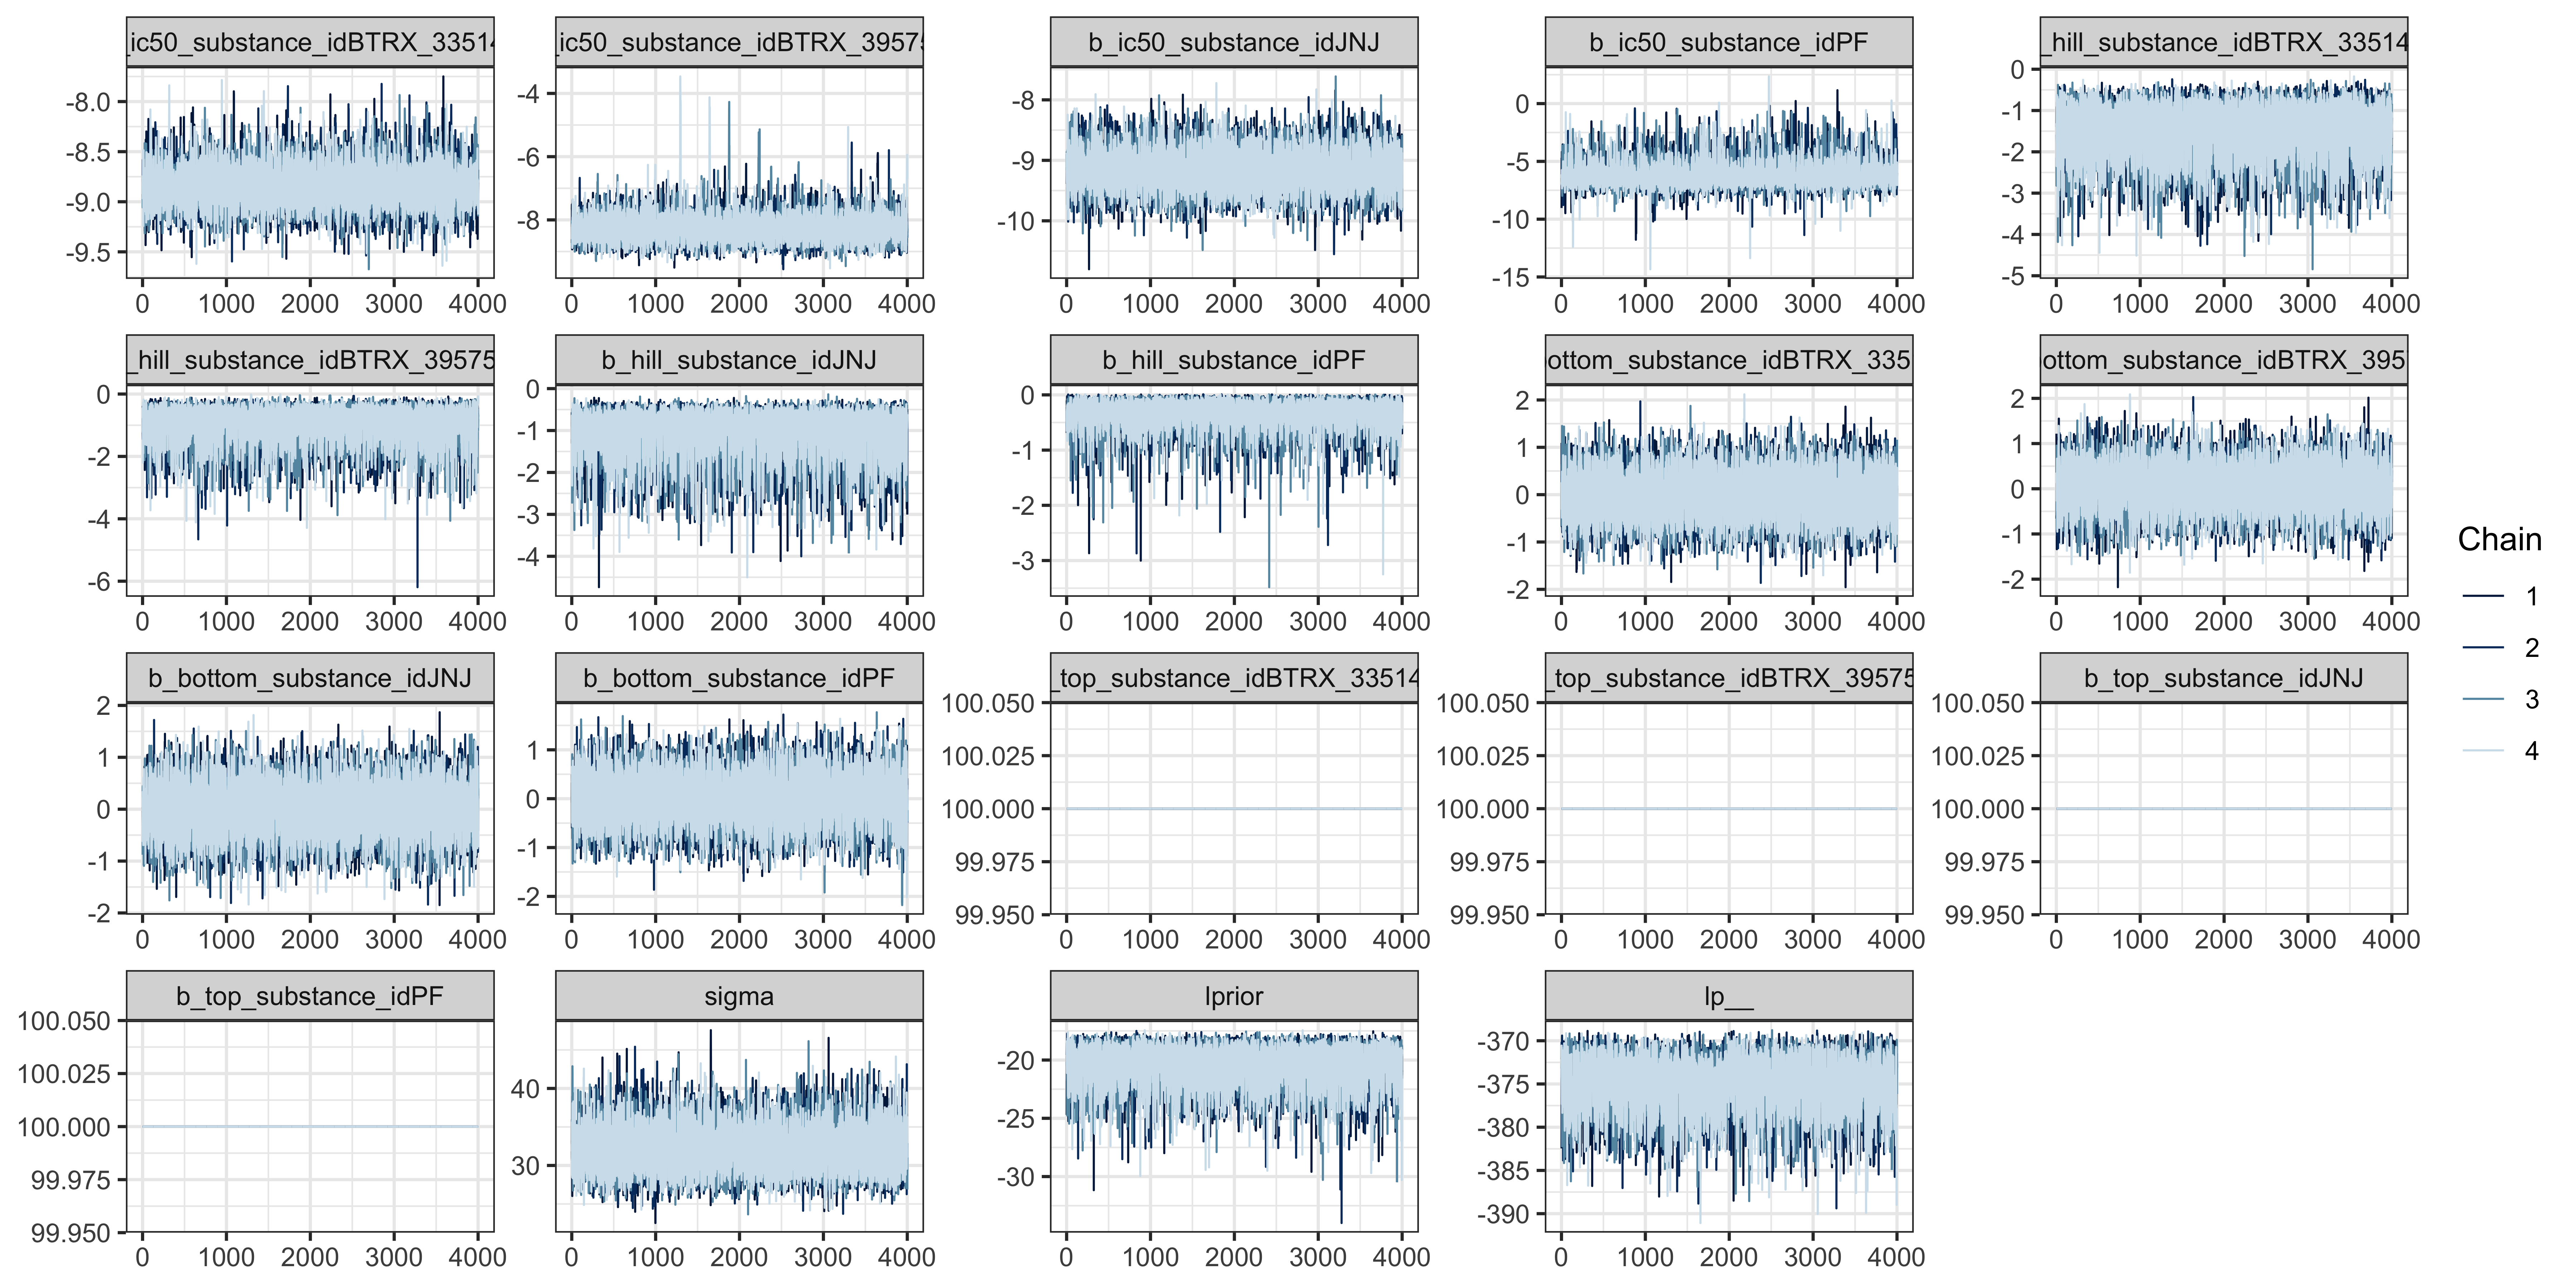 _ic50_substance_idBTRX_33514
_ic50_substance_idBTRX_39575
b_ic50_substance_idJNJ
b_ic50_substance_idPF
_hill_substance_idBTRX_33514
-8.0
-8.5
-9.0
-9.5
0 1000 2000 3000 4000
-4
-6
-8
0 1000 2000 3000 4000
-8
-9
-10
0 1000 2000 3000 4000
0
-5
-10
-15
0 1000 2000 3000 4000
0
-1
-2
-3
-4
-5
0 1000 2000 3000 4000
_hill_substance_idBTRX_39575
b_hill_substance_idJNJ
b_hill_substance_idPF
ottom_substance_idBTRX_335
ottom_substance_idBTRX_395
0
-2
-4
-6
0 1000 2000 3000 4000
0
-1
-2
-3
-4
0 1000 2000 3000 4000
0
-1
-2
-3
0 1000 2000 3000 4000
2
1
0
-1
-2
0 1000 2000 3000 4000
2
1
0
-1
-2
0 1000 2000 3000 4000
b_bottom_substance_idJNJ
b_bottom_substance_idPF
_top_substance_idBTRX_33514
_top_substance_idBTRX_39575
b_top_substance_idJNJ
2
1
0
-1
-2
0 1000 2000 3000 4000
1
0
-1
-2
0 1000 2000 3000 4000
100.050
100.025
100.000
99.975
99.950
0 1000 2000 3000 4000
100.050
100.025
100.000
99.975
99.950
0 1000 2000 3000 4000
100.050
100.025
100.000
99.975
99.950
0 1000 2000 3000 4000
b_top_substance_idPF
sigma
lprior
lp__
100.050
100.025
100.000
99.975
99.950
0 1000 2000 3000 4000
40
30
0 1000 2000 3000 4000
-20
-25
-30
0 1000 2000 3000 4000
-370
-375
-380
-385
-390
0 1000 2000 3000 4000
Chain
1
2
3
4